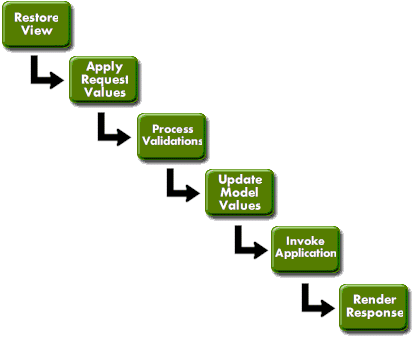 Restore
View
Apply
Request
Values
Process
Validations
Update
Model
Values
Invoke
Application
Render
Response